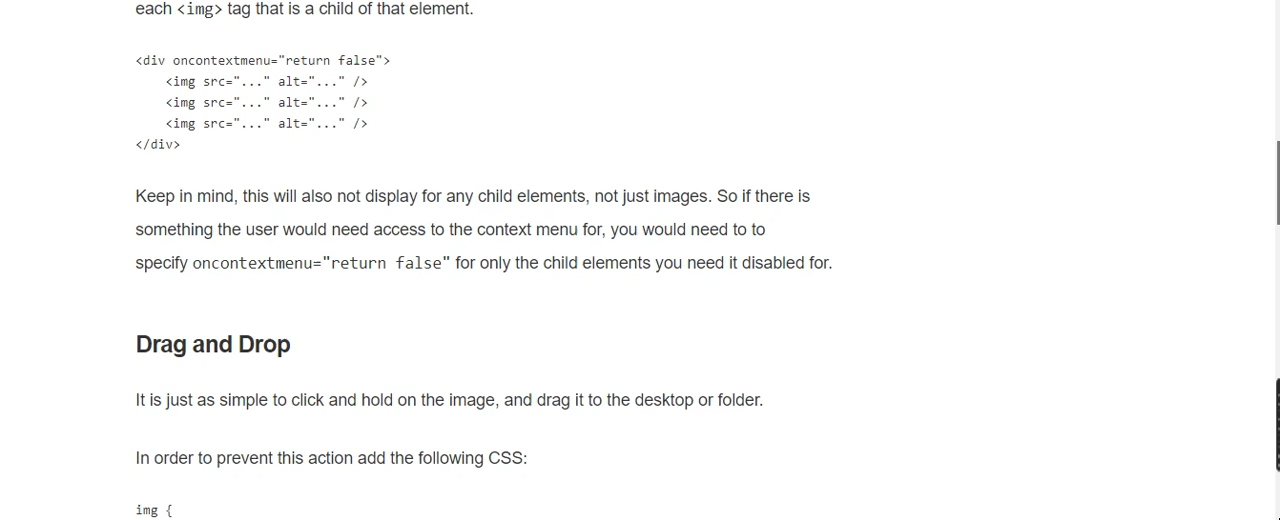 each <img> tag that is a child of that element.
<div oncontextmenu="return false">
    <img src="..." alt="..." />
    <img src="..." alt="..." />
    <img src="..." alt="..." />
</div>
Keep in mind, this will also not display for any child elements, not just images. So if there is
something the user would need access to the context menu for, you would need to to
specify oncontextmenu="return false" for only the child elements you need it disabled for.
Drag and Drop
It is just as simple to click and hold on the image, and drag it to the desktop or folder.
In order to prevent this action add the following CSS:
img {